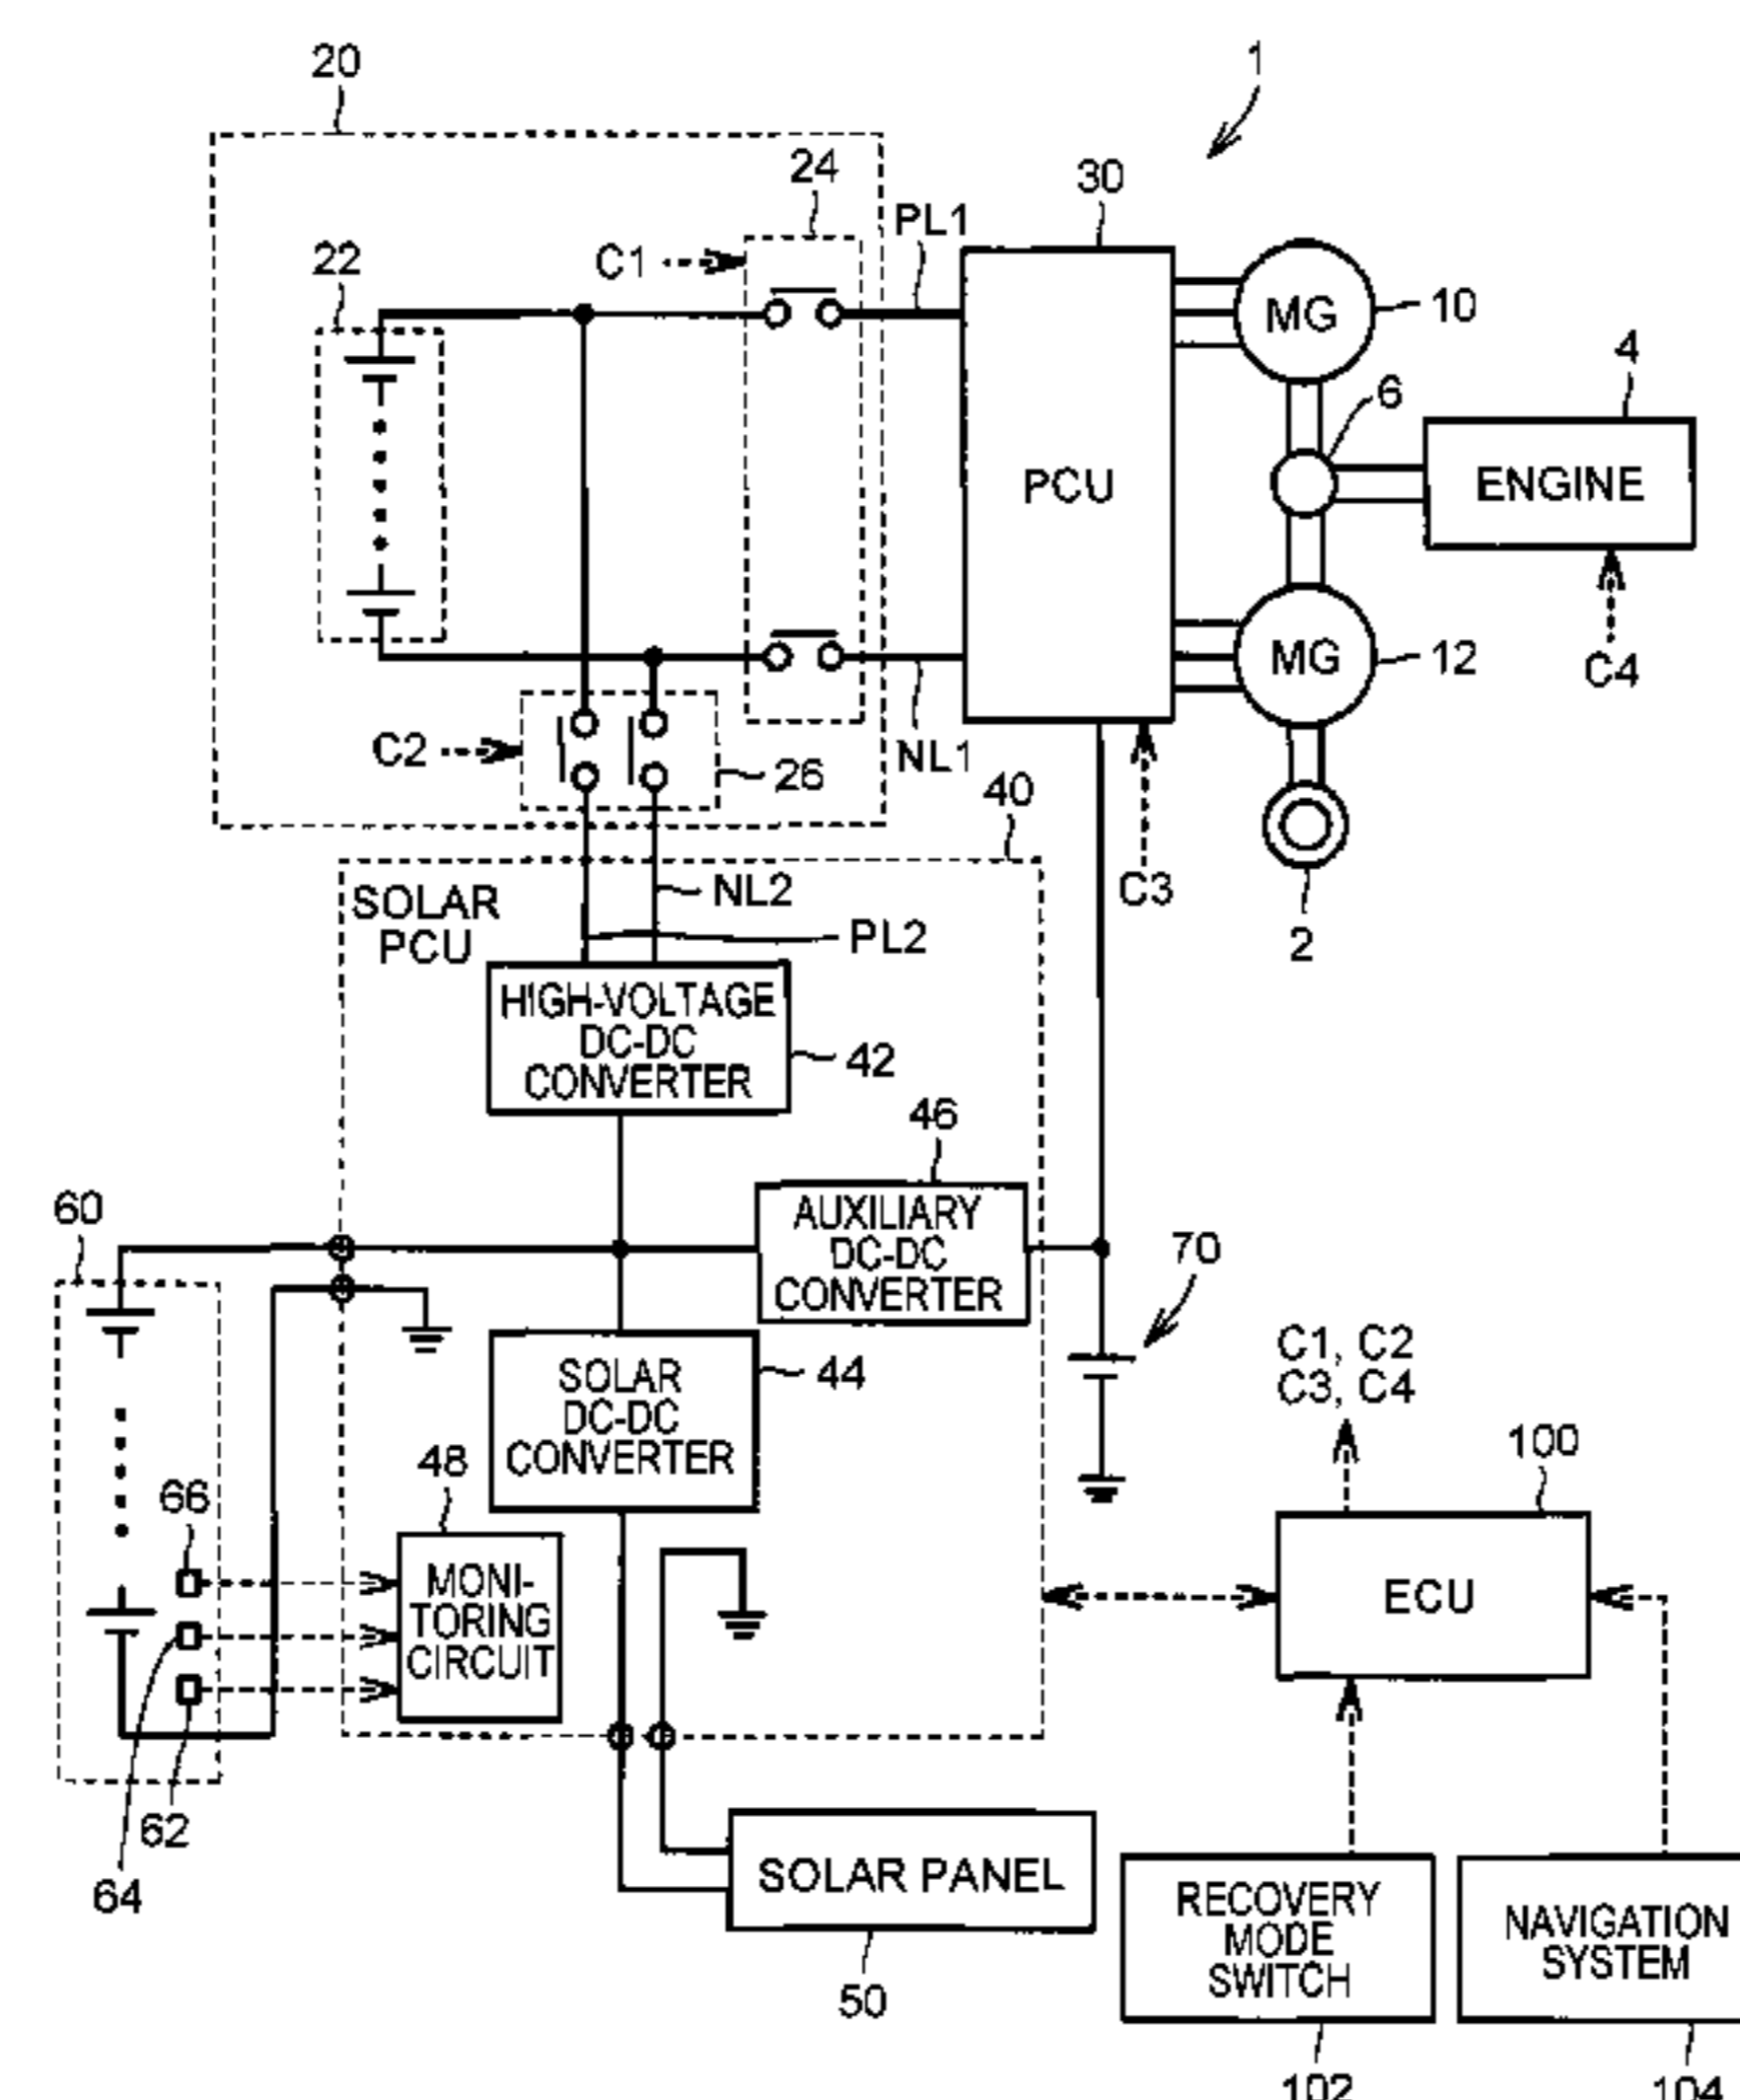 20
1
24
30
PL1
22
C1
MG
10
4
6
PCU
ENGINE
MG
12
C4
C2
26
NL1
40
C3
SOLAR
PCU
NL2
PL2
2
HIGH-VOLTAGE
DC-DC
CONVERTER
42
46
60
AUXILIARY
DC-DC
CONVERTER
70
SOLAR
DC-DC
CONVERTER
44
C1, C2
C3, C4
48
100
66
MONI-
TORING
CIRCUIT
ECU
62
64
SOLAR PANEL
RECOVERY
MODE
SWITCH
NAVIGATION
SYSTEM
50
102
104